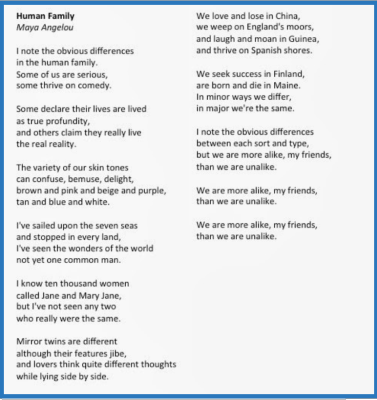 Human Family
Maya Angelou
I note the obvious differences
in the human family.
Some of us are serious,
some thrive on comedy.
Some declare their lives are lived
as true profundity,
and others claim they really live
the real reality.
The variety of our skin tones
can confuse, bemuse, delight,
brown and pink and beige and purple,
tan and blue and white.
I've sailed upon the seven seas
and stopped in every land,
I've seen the wonders of the world
not yet one common man.
I know ten thousand women
called Jane and Mary Jane,
but I've not seen any two
who really were the same.
Mirror twins are different
although their features jibe,
and lovers think quite different thoughts
while lying side by side.
We love and lose in China,
we weep on England's moors,
and laugh and moan in Guinea,
and thrive on Spanish shores.
We seek success in Finland,
are born and die in Maine.
In minor ways we differ,
in major we're the same.
I note the obvious differences
between each sort and type,
but we are more alike, my friends,
than we are unalike.
We are more alike, my friends,
than we are unalike.
We are more alike, my friends,
than we are unalike.